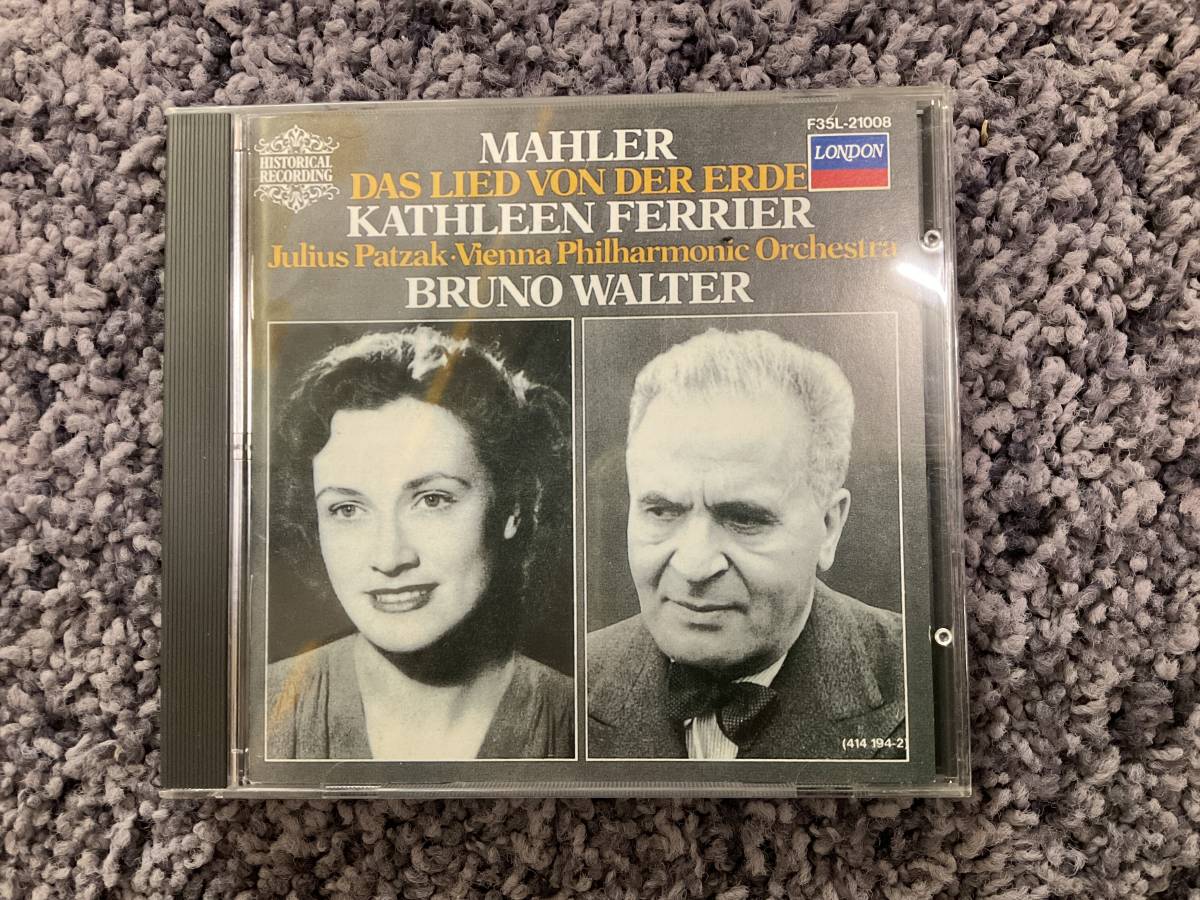 F35L-21008
HISTORICAL
RECORDING
LONDON
MAHLER
DAS LIED VON DER ERDE
KATHLEEN FERRIER
Julius Patzak·Vienna Philharmonic Orchestra
BRUNO WALTER
(414 194-2)